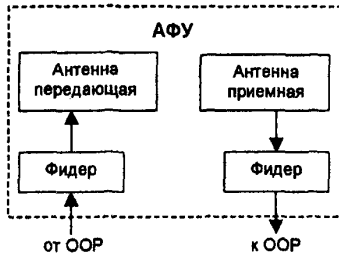 АФУ
Антенна
передающая
Антенна
приемная
Фидер
Фидер
от ООР
к ООР